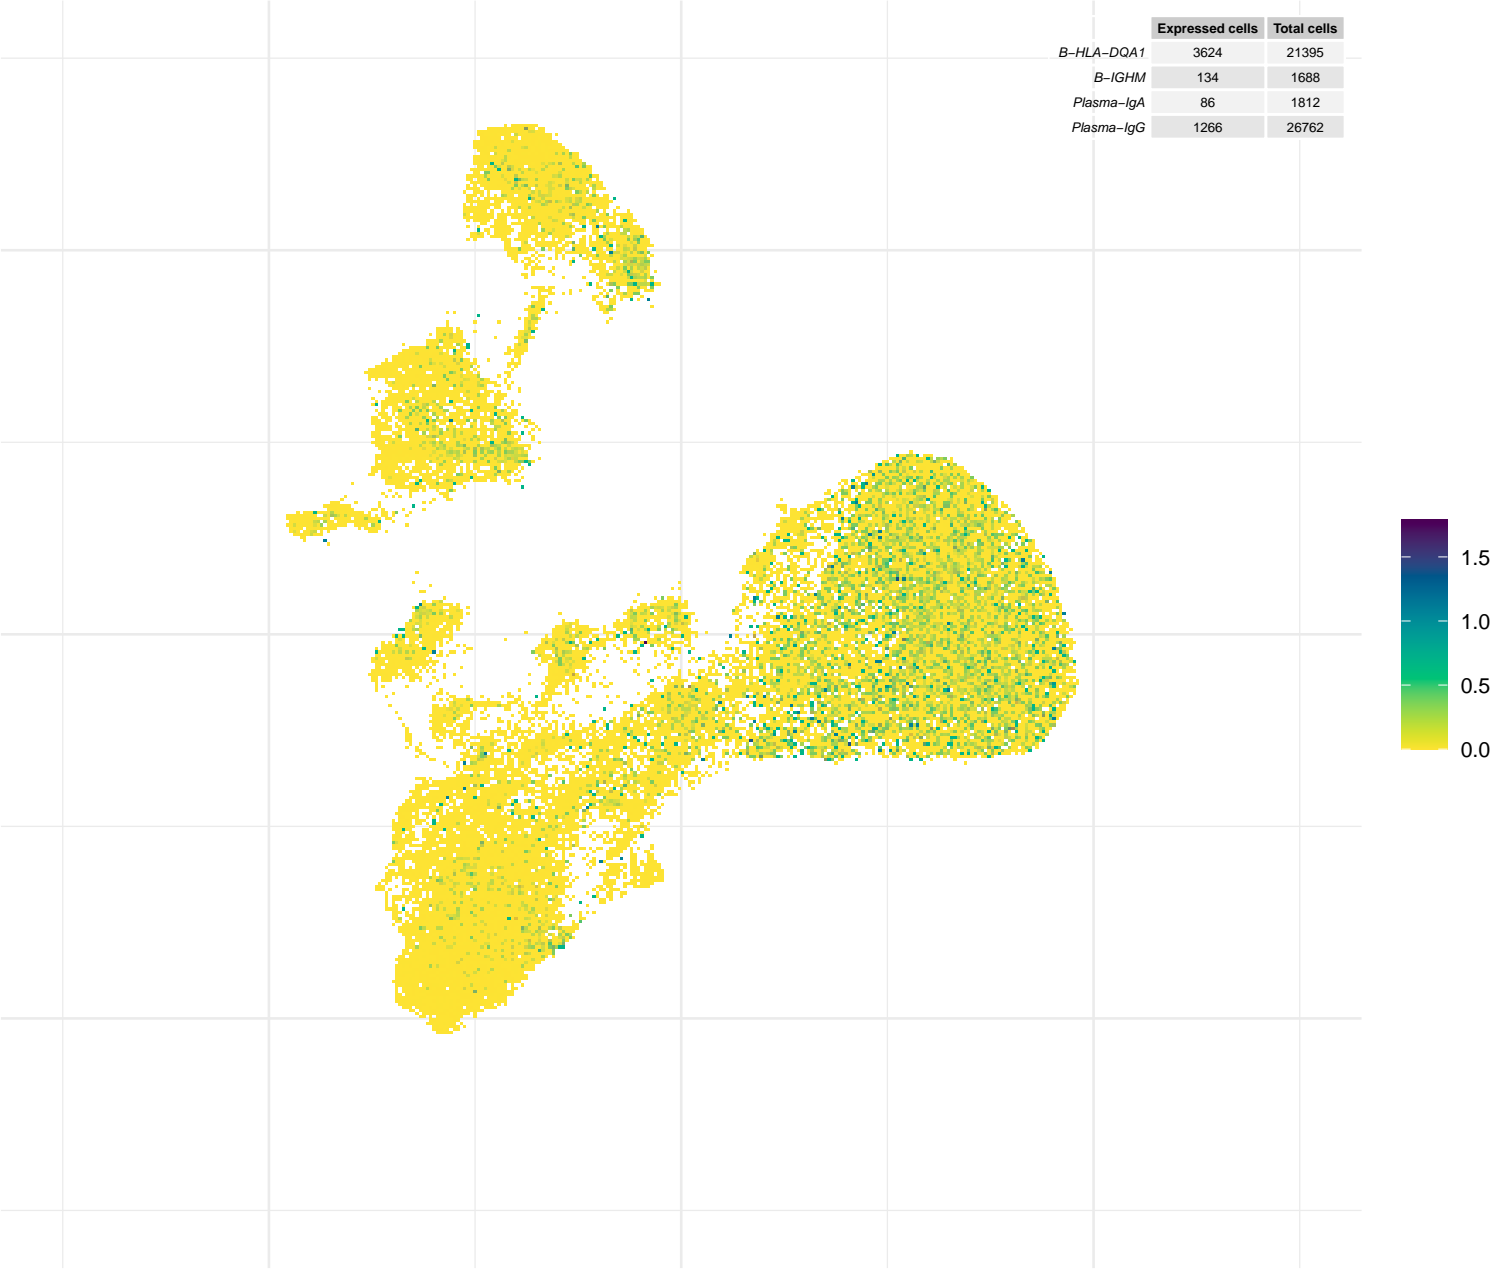 Expressed cells Total cells
B−HLA−DQA1 3624 21395
B−IGHM 134 1688
Plasma−IgA 86 1812
Plasma−IgG 1266 26762
1.5
1.0
0.5
0.0